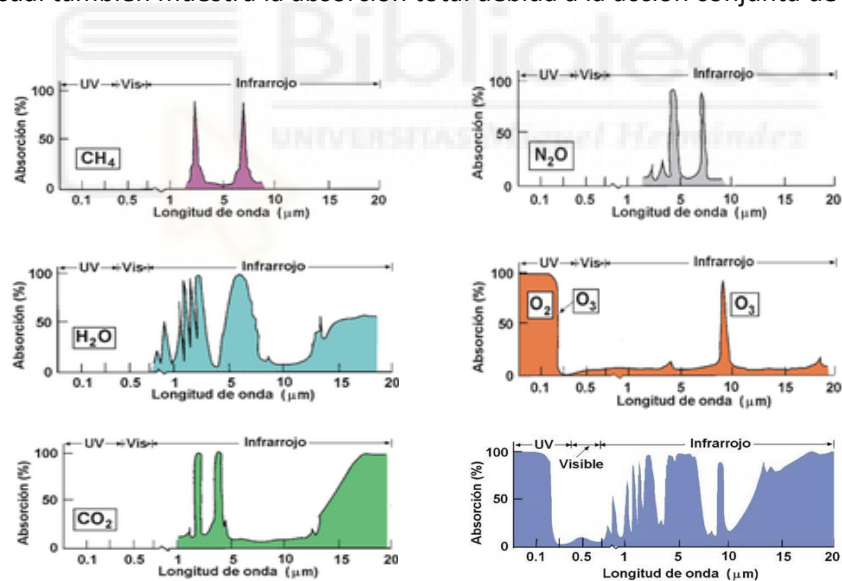 cuar también muestra la absorción total debida a la acción conjunta de
Biblioteca
UNIVERSITAS Miguel Hernández
UV Vis Infrarrojo
Absorción (%)
100
50
0
CH4
0.1 0.5 1 5 10 15 20
Longitud de onda (μm)
UV Vis Infrarrojo
Absorción (%)
100
50
0
N2O
0.1 0.5 1 5 10 15 20
Longitud de onda (μm)
UV Vis Infrarrojo
Absorción (%)
100
50
0
H2O
0.1 0.5 1 5 10 15 20
Longitud de onda (μm)
UV Vis Infrarrojo
Absorción (%)
100
50
0
O2 O3 O3
0.1 0.5 1 5 10 15 20
Longitud de onda (μm)
UV Vis Infrarrojo
Absorción (%)
100
50
0
CO2
0.1 0.5 1 5 10 15 20
Longitud de onda (μm)
UV Infrarrojo
Visible
Absorción (%)
100
50
0
0.1 0.5 1 5 10 15 20
Longitud de onda (μm)